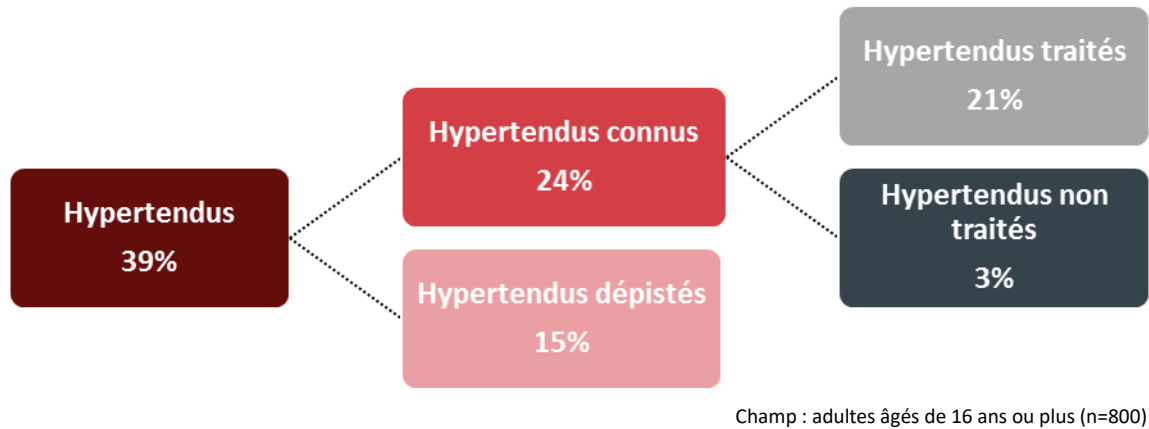 Hypertendus
39%
Hypertendus connus
24%
Hypertendus dépistés
15%
Hypertendus traités
21%
Hypertendus non
traités
3%
Champ : adultes âgés de 16 ans ou plus (n=800)